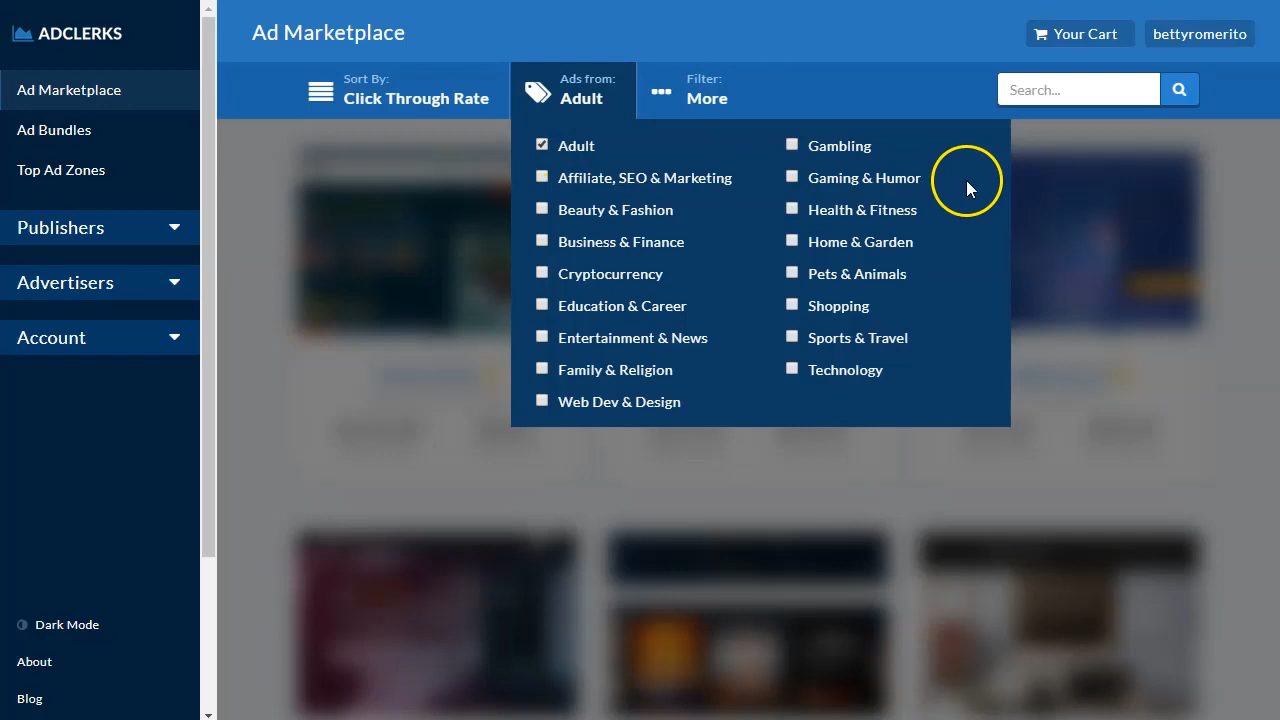 ADCLERKS
Ad Marketplace
Ad Bundles
Top Ad Zones
Publishers
Advertisers
Account
Dark Mode
About
Blog
Ad Marketplace
Your Cart
bettyromerito
Sort By:
Click Through Rate
Ads from:
Adult
Filter:
More
Search...
Adult
Affiliate, SEO & Marketing
Beauty & Fashion
Business & Finance
Cryptocurrency
Education & Career
Entertainment & News
Family & Religion
Web Dev & Design
Gambling
Gaming & Humor
Health & Fitness
Home & Garden
Pets & Animals
Shopping
Sports & Travel
Technology